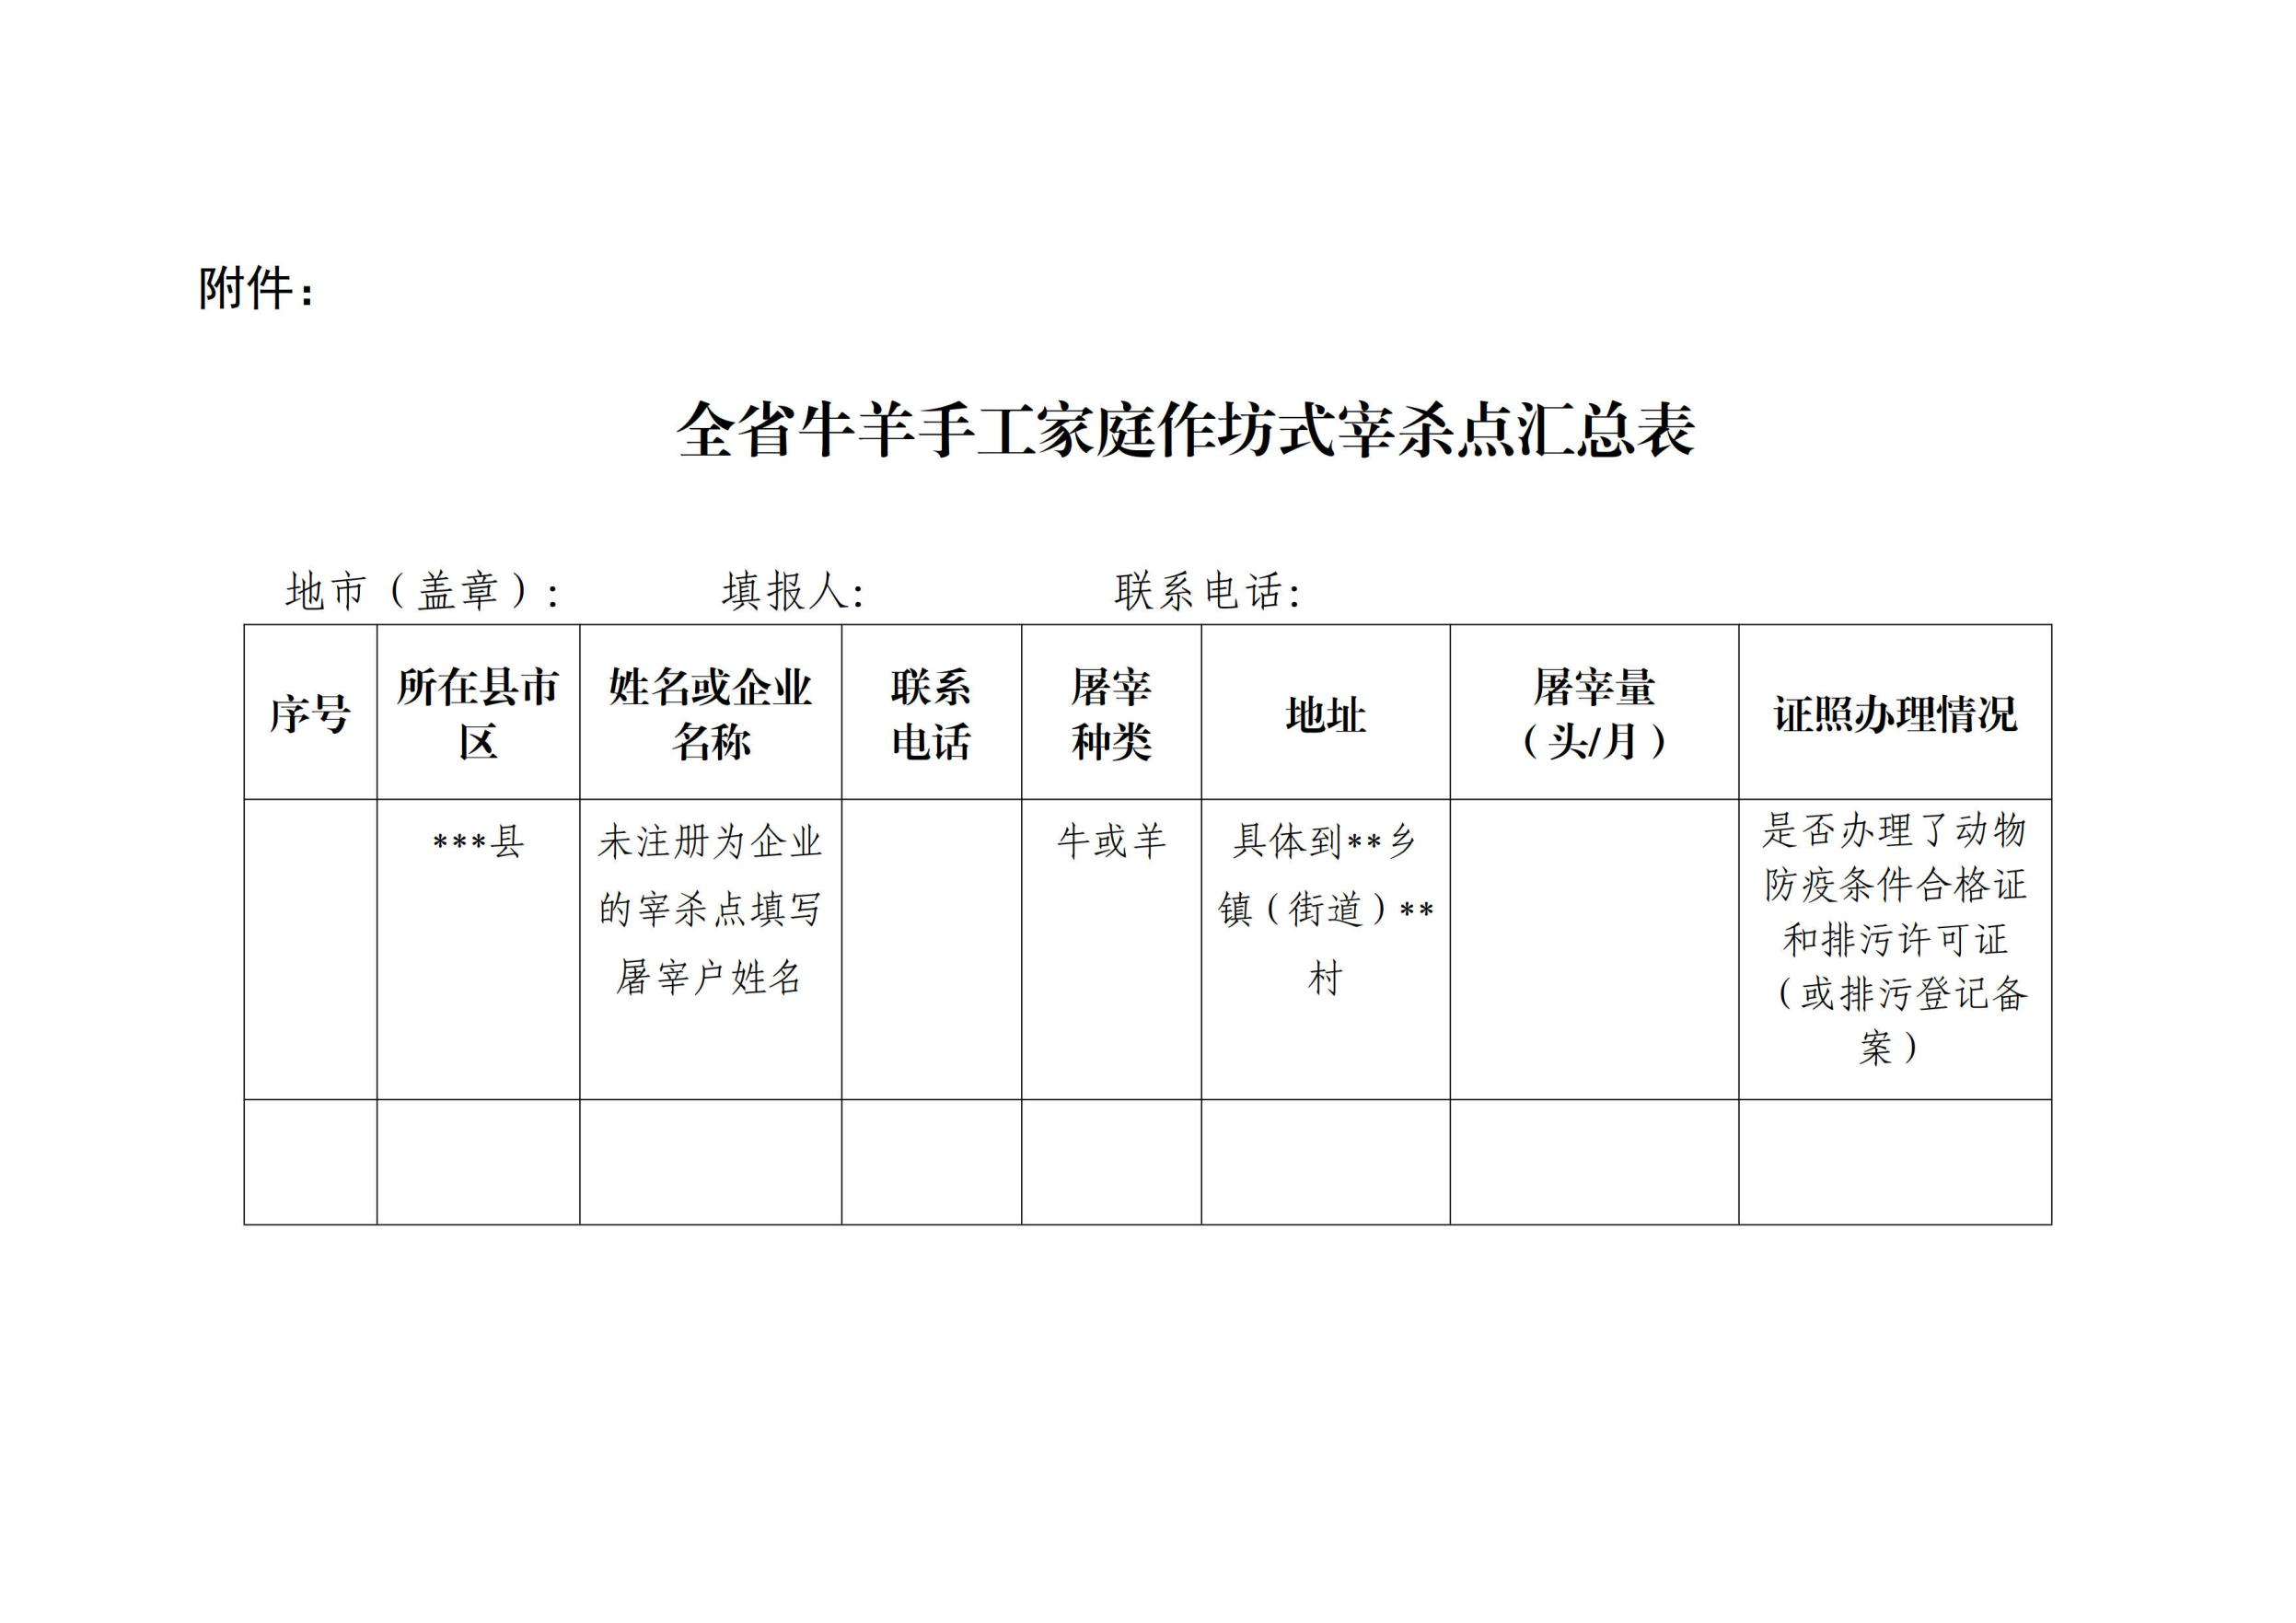 附件：
全省牛羊手工家庭作坊式宰杀点汇总表
地市（盖章）： 填报人： 联系电话：
序号 所在县市区 姓名或企业名称 联系电话 屠宰种类 地址 屠宰量（头/月） 证照办理情况
***县 未注册为企业的宰杀点填写屠宰户姓名 牛或羊 具体到**乡镇（街道）**村 是否办理了动物防疫条件合格证和排污许可证（或排污登记备案）